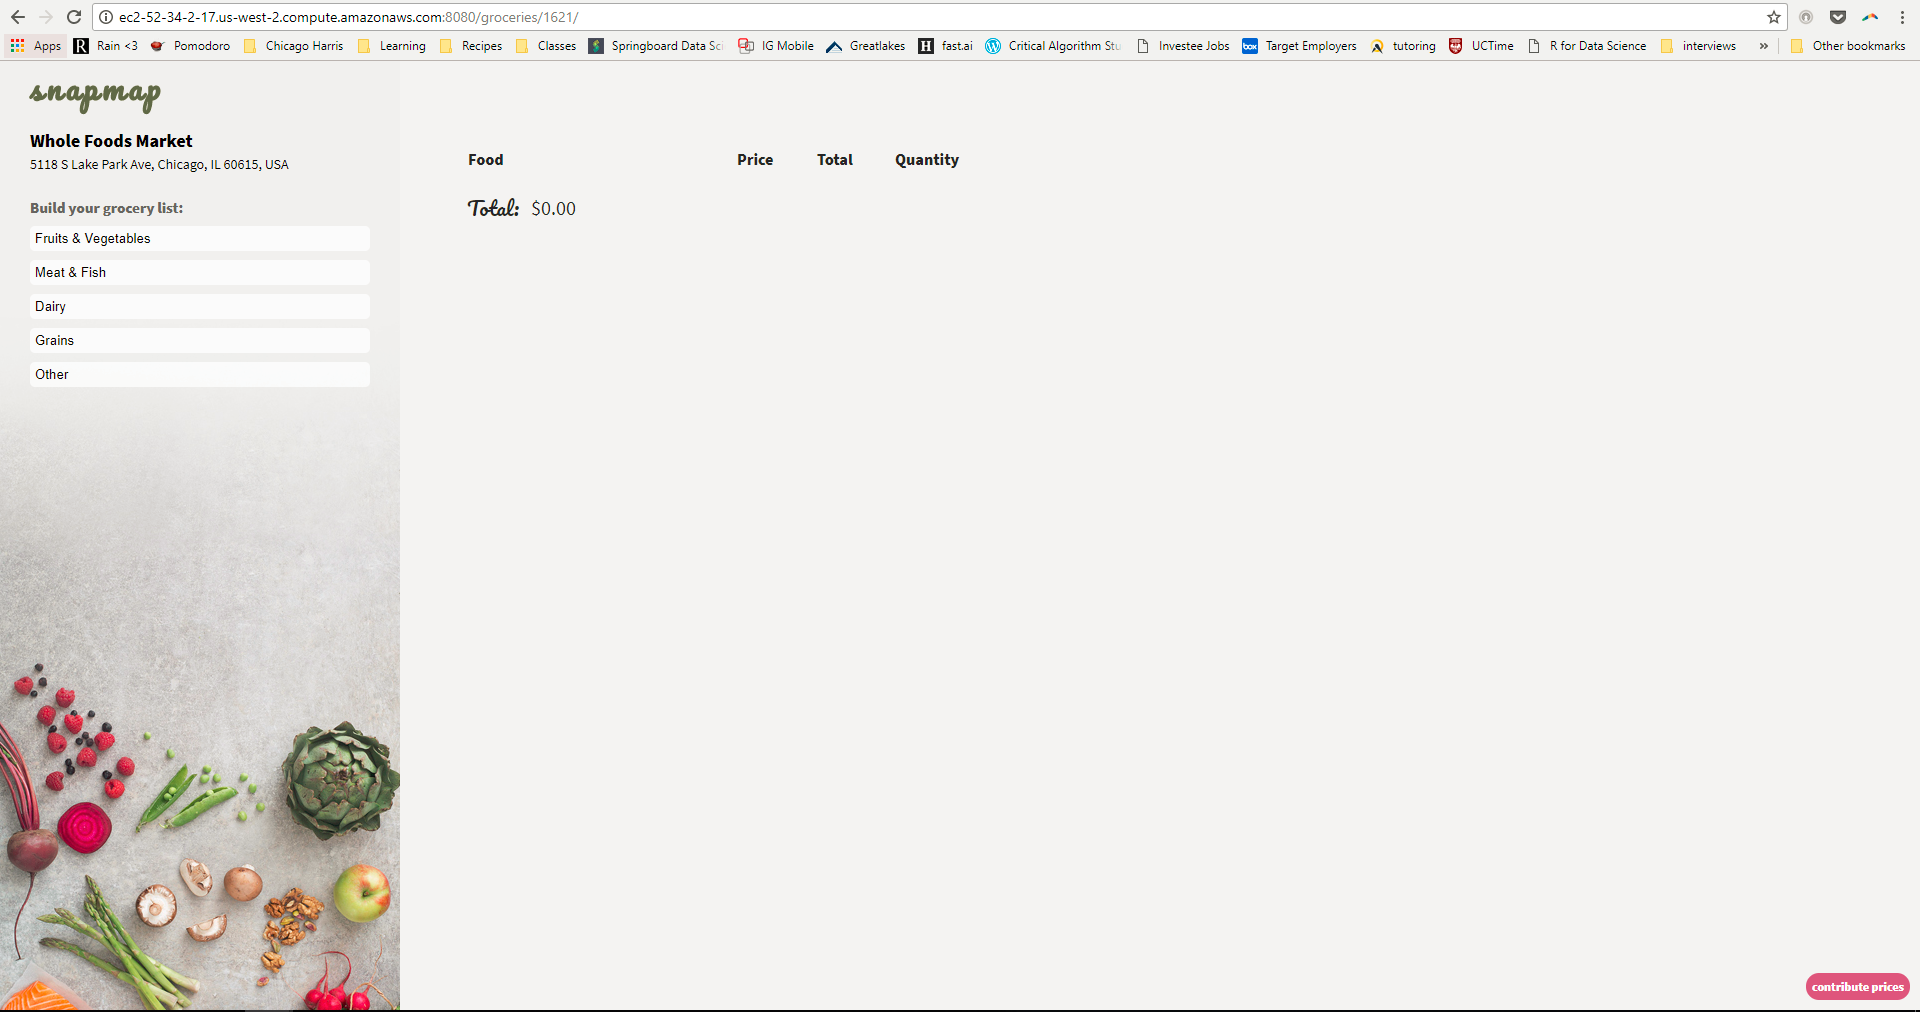 ec2-52-34-2-17.us-west-2.compute.amazonaws.com:8080/groceries/1621/
Apps R Rain <3 Pomodoro Chicago Harris Learning Recipes Classes Springboard Data Sci IG Mobile Greatlakes H fast.ai Critical Algorithm Stu Investee Jobs box Target Employers tutoring UCTime R for Data Science interviews » Other bookmarks
snapmap
Whole Foods Market
5118 S Lake Park Ave, Chicago, IL 60615, USA
Build your grocery list:
Fruits & Vegetables
Meat & Fish
Dairy
Grains
Other
Food Price Total Quantity
Total: $0.00
contribute prices